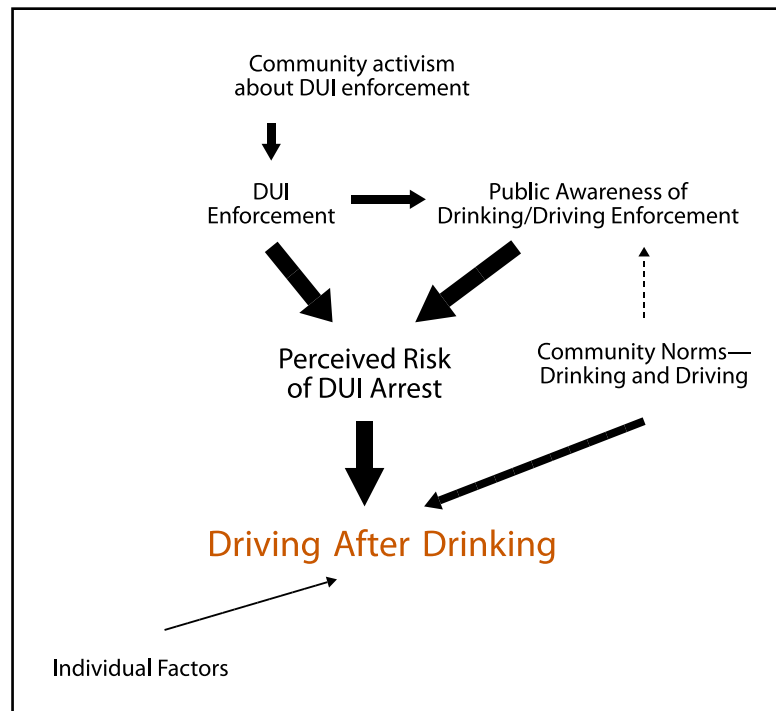 Community activism
about DUI enforcement
DUI
Enforcement
Public Awareness of
Drinking/Driving Enforcement
Perceived Risk
of DUI Arrest
Community Norms—
Drinking and Driving
Driving After Drinking
Individual Factors